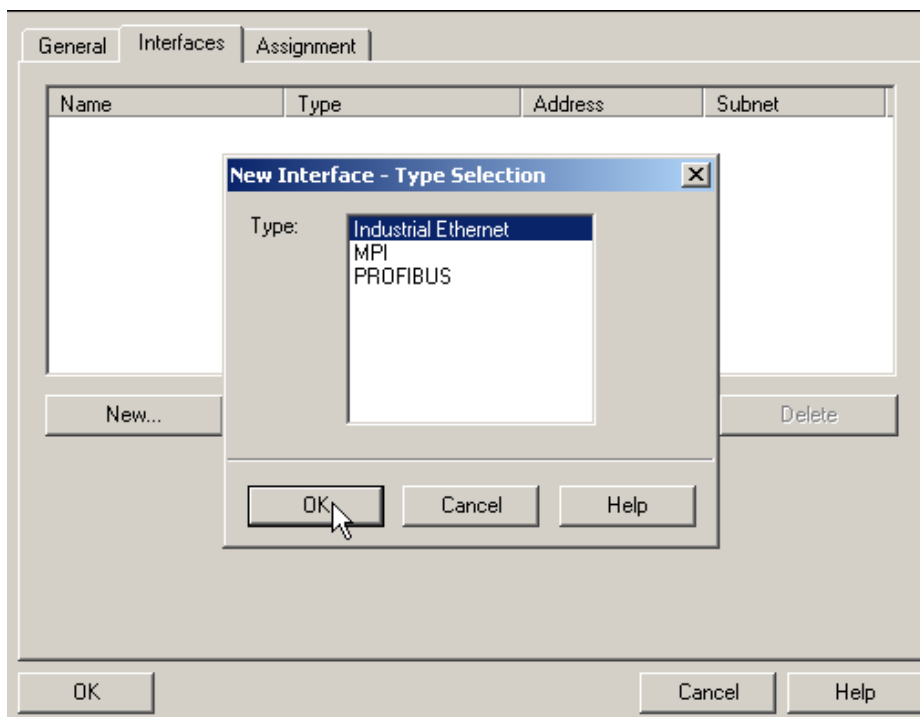 General Interfaces Assignment
Name Type Address Subnet
New Interface - Type Selection
Type:
Industrial Ethernet
MPI
PROFIBUS
New...
Delete
OK Cancel Help
OK Cancel Help